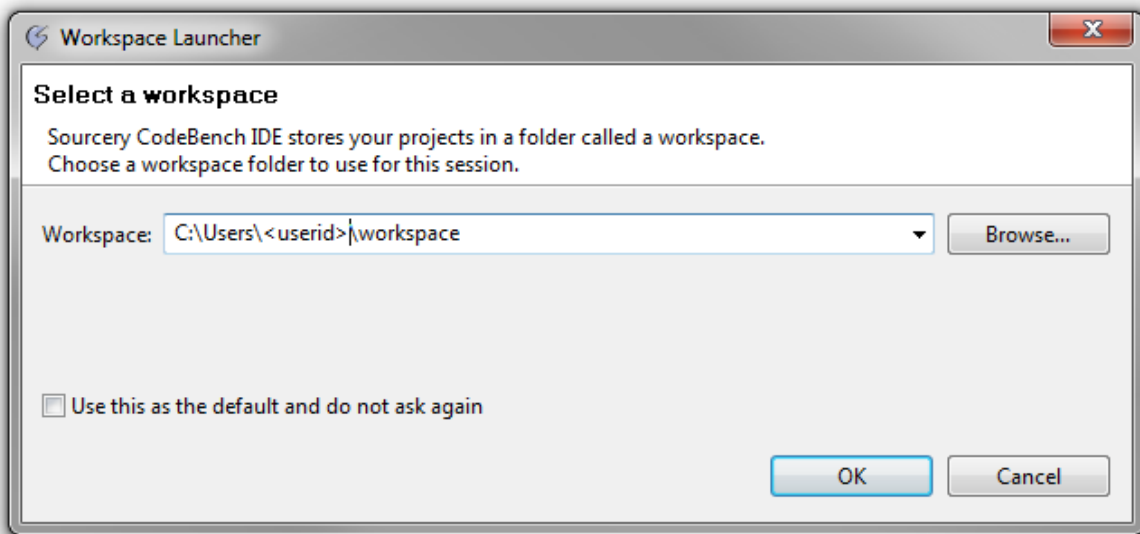 Workspace Launcher
Select a workspace
Sourcery CodeBench IDE stores your projects in a folder called a workspace.
Choose a workspace folder to use for this session.
Workspace: C:\Users\<userid>\workspace Browse...
Use this as the default and do not ask again
OK Cancel